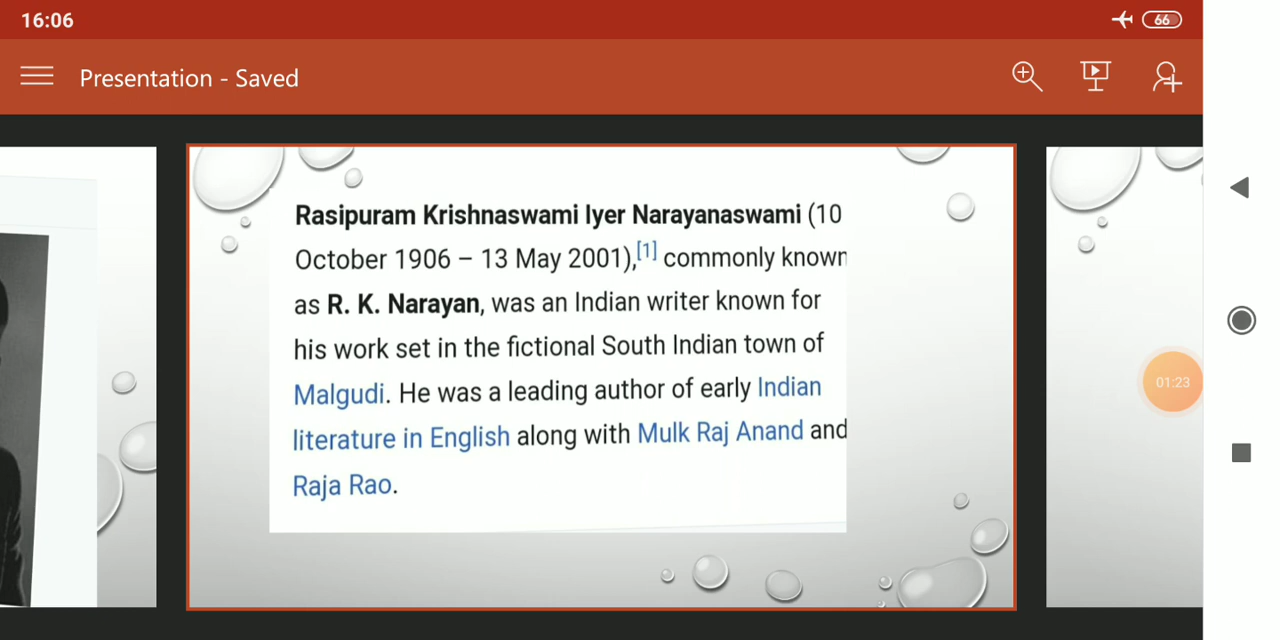 16:06
66
Presentation - Saved
Rasipuram Krishnaswami Iyer Narayanaswami (10
October 1906 – 13 May 2001),[1] commonly known
as R. K. Narayan, was an Indian writer known for
his work set in the fictional South Indian town of
Malgudi. He was a leading author of early Indian
literature in English along with Mulk Raj Anand and
Raja Rao.
01:23